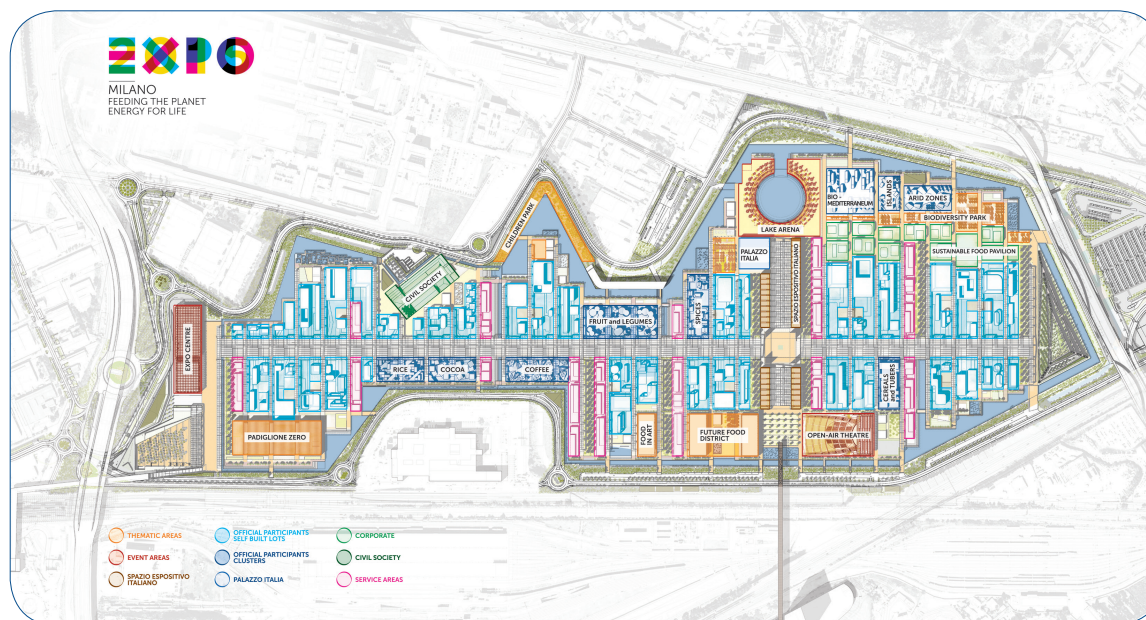 EXPO
MILANO
FEEDING THE PLANET
ENERGY FOR LIFE
CHILDREN PARK
BIO -
MEDITERRANEUM
ISLANDS
ARID ZONES
BIODIVERSITY PARK
LAKE ARENA
PALAZZO
ITALIA
SPAZIO ESPOSITIVO ITALIANO
SUSTAINABLE FOOD PAVILION
CIVIL SOCIETY
SPICES
FRUIT and LEGUMES
EXPO CENTRE
RICE
COCOA
COFFEE
CEREALS
and TUBERS
PADIGLIONE ZERO
FOOD
IN ART
FUTURE FOOD
DISTRICT
OPEN-AIR THEATRE
THEMATIC AREAS
EVENT AREAS
SPAZIO ESPOSITIVO
ITALIANO
OFFICIAL PARTICIPANTS
SELF BUILT LOTS
OFFICIAL PARTICIPANTS
CLUSTERS
PALAZZO ITALIA
CORPORATE
CIVIL SOCIETY
SERVICE AREAS